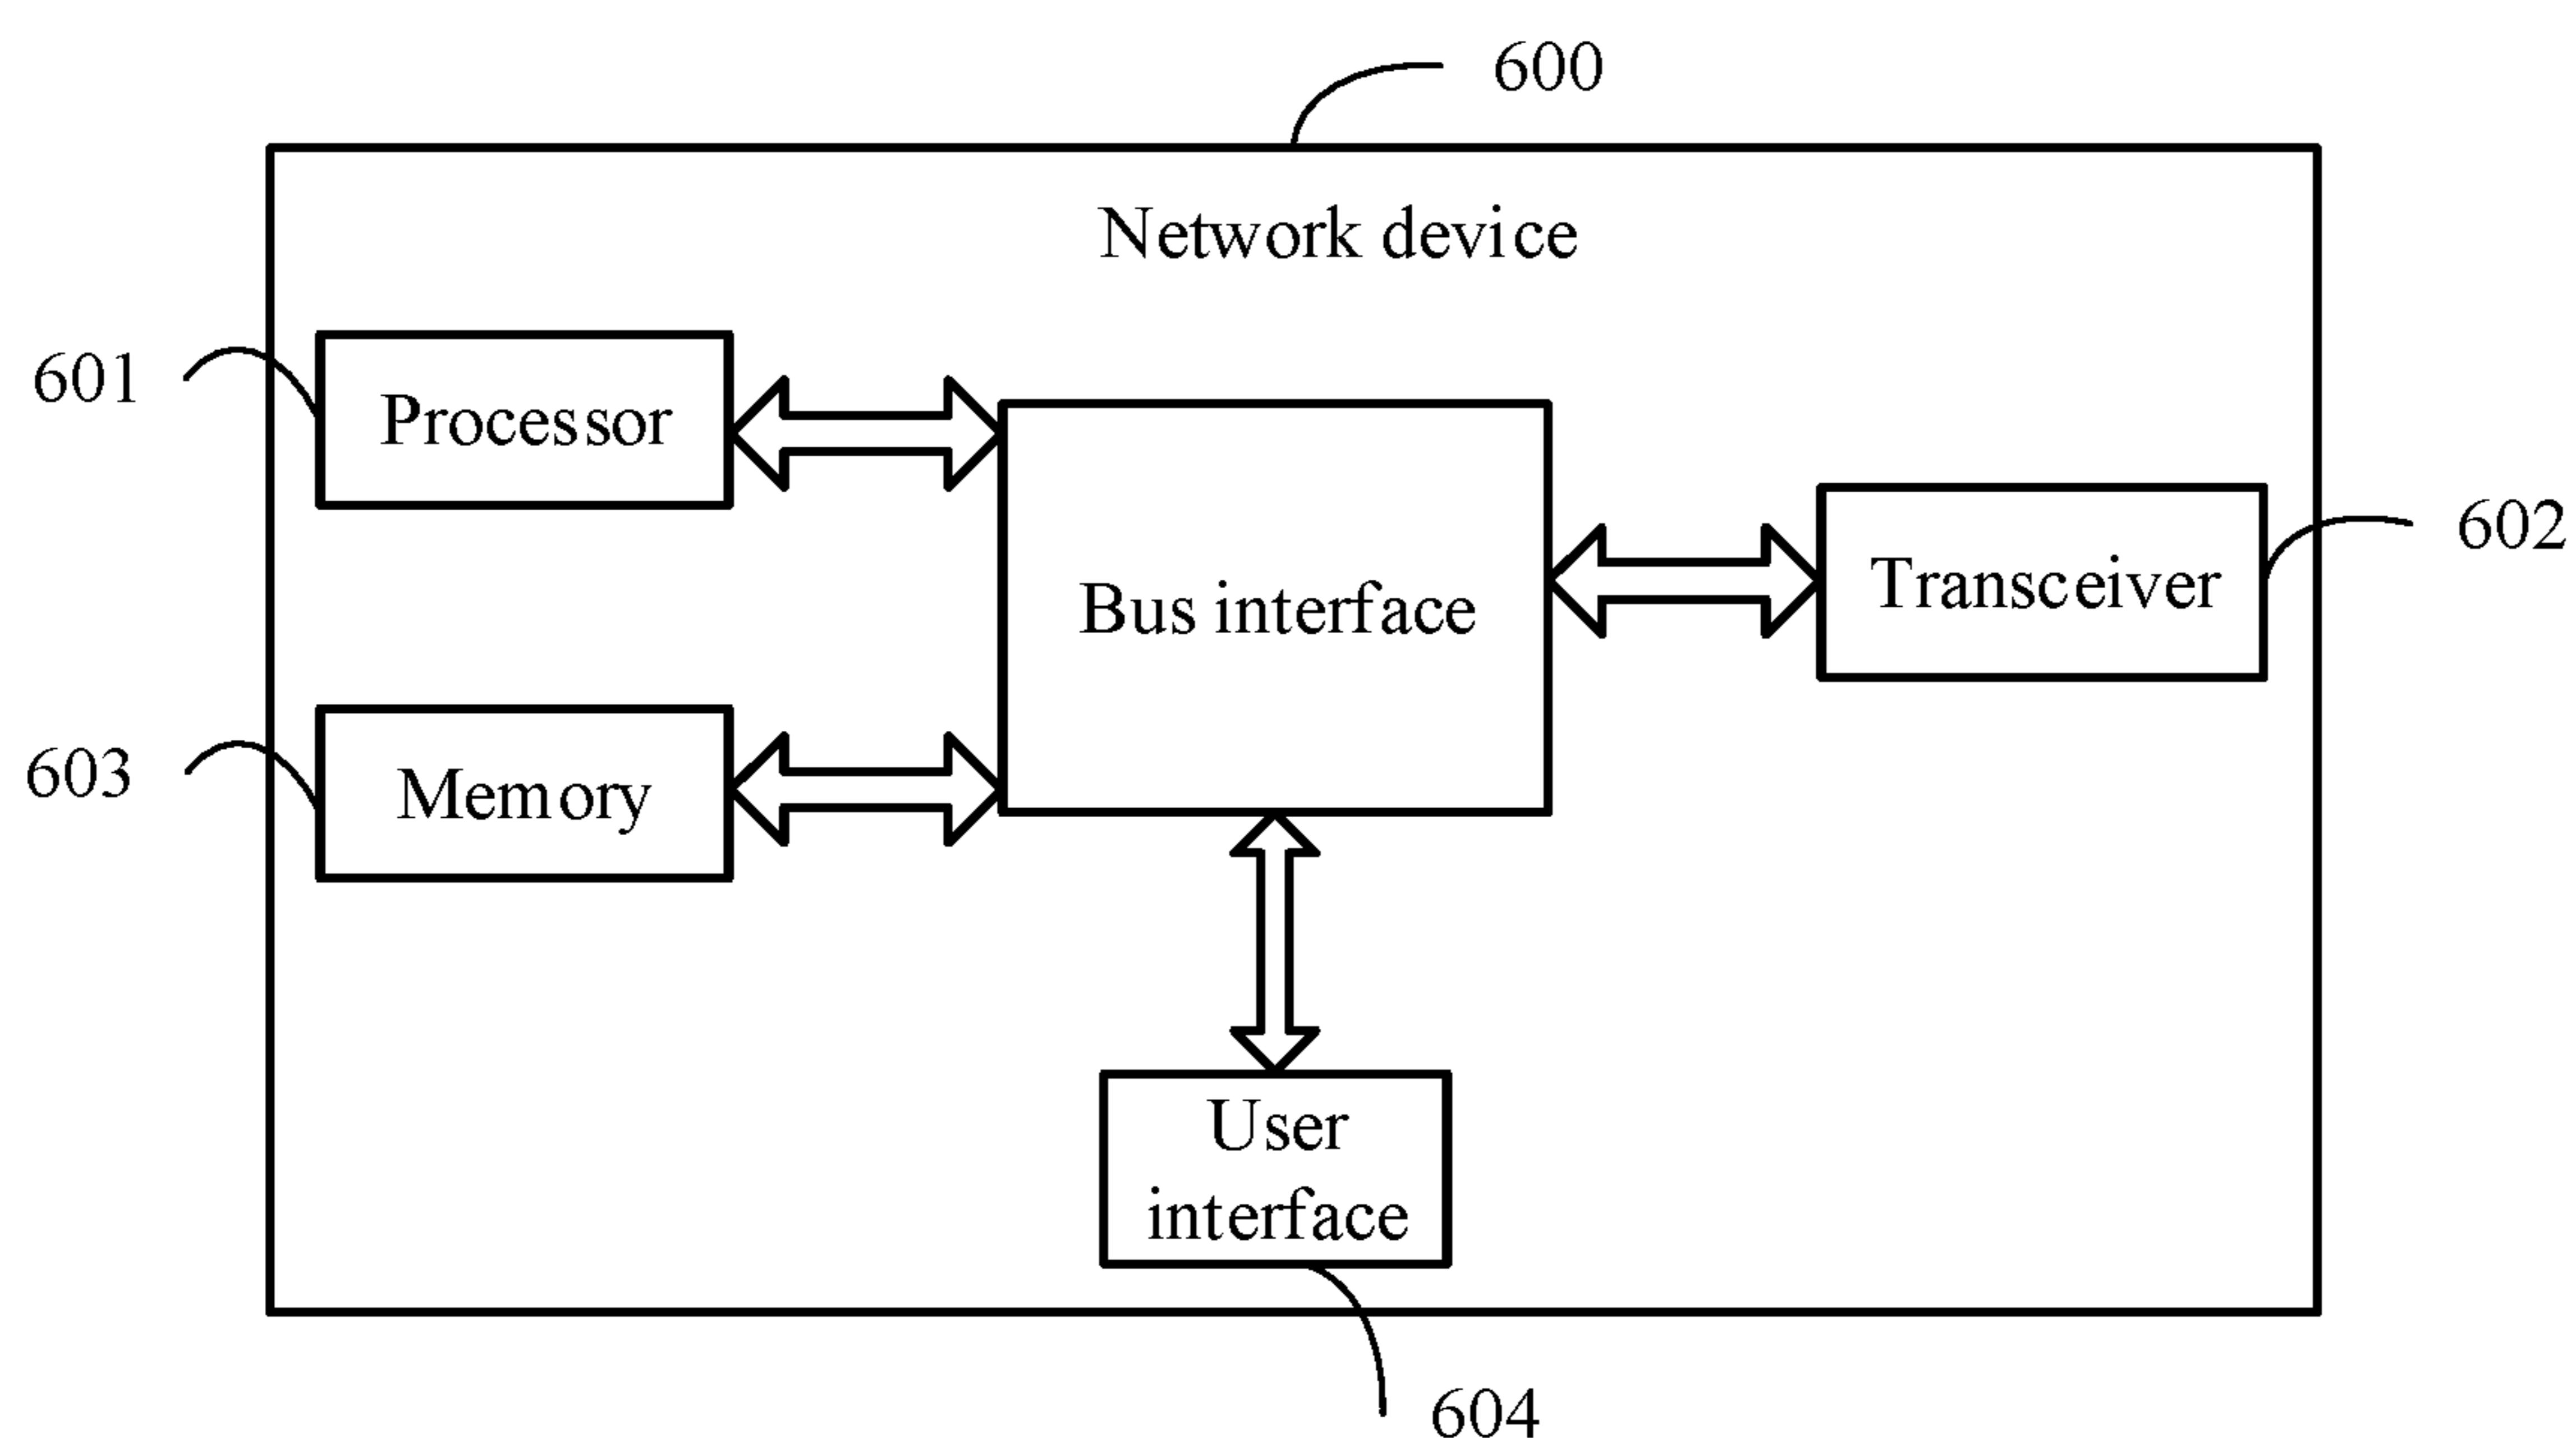 600
Network device
601
Processor
Bus interface
Transceiver
602
603
Memory
User
interface
604